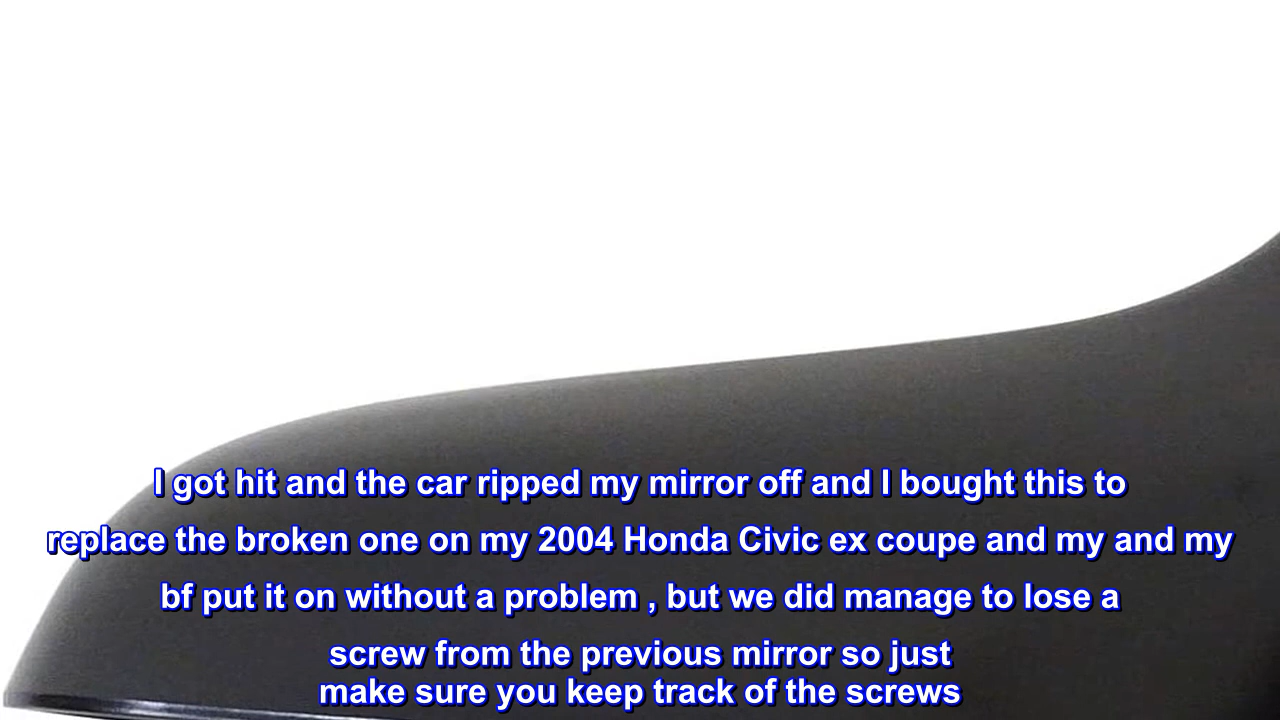 I got hit and the car ripped my mirror off and I bought this to
replace the broken one on my 2004 Honda Civic ex coupe and my and my
bf put it on without a problem , but we did manage to lose a
screw from the previous mirror so just
make sure you keep track of the screws